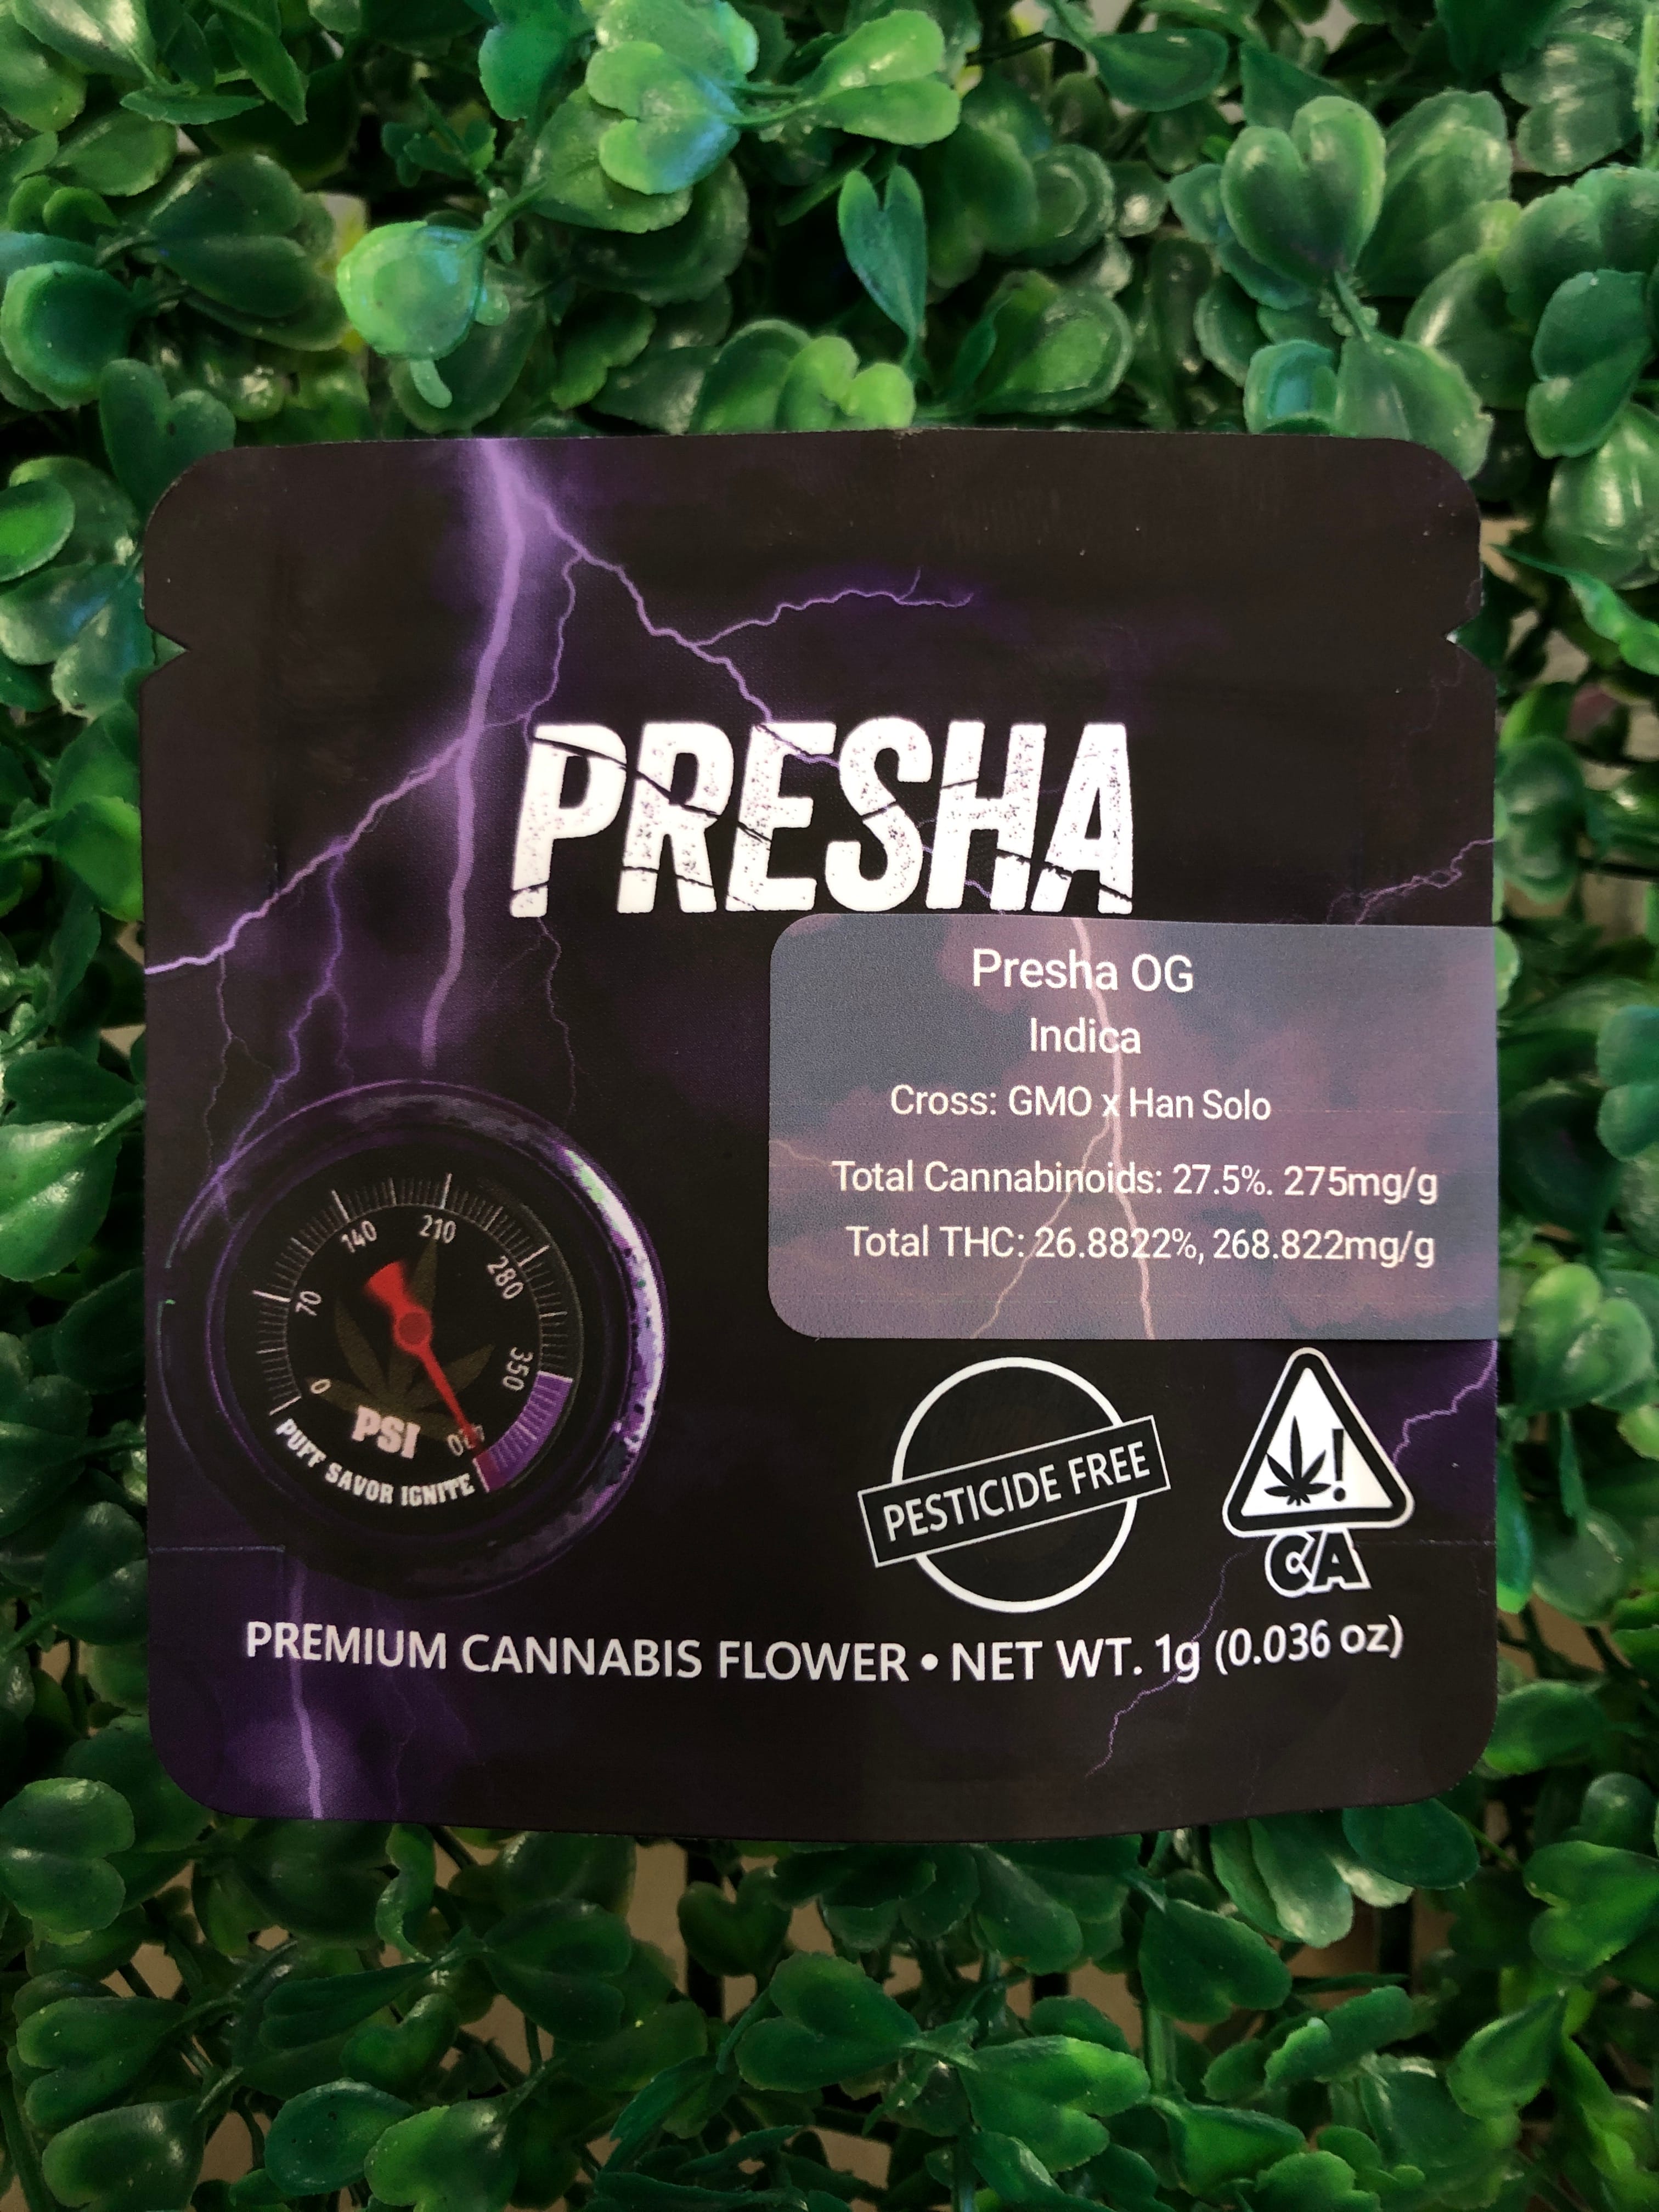 PRESHA
Presha OG
Indica
Cross: GMO x Han Solo
Total Cannabinoids: 27.5%. 275mg/g
Total THC: 26.8822%, 268.822mg/g
0
70
140
210
280
350
420
PSI
PUFF SAVOR IGNITE
PESTICIDE FREE
!
CA
PREMIUM CANNABIS FLOWER • NET WT. 1g (0.036 oz)